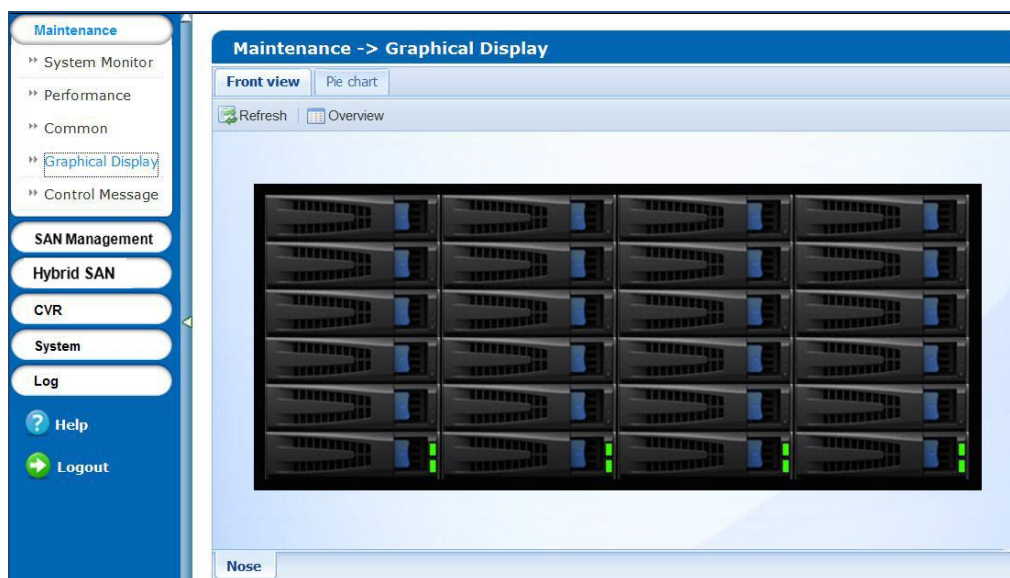 Maintenance
System Monitor
Performance
Common
Graphical Display
Control Message
SAN Management
Hybrid SAN
CVR
System
Log
Help
Logout
Maintenance -> Graphical Display
Front view Pie chart
Refresh Overview
Nose